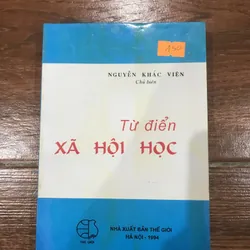 NGUYỄN KHẮC VIỆN
Chủ biên
Từ điển
XÃ HỘI HỌC
NHÀ XUẤT BẢN THẾ GIỚI
HÀ NỘI - 1994